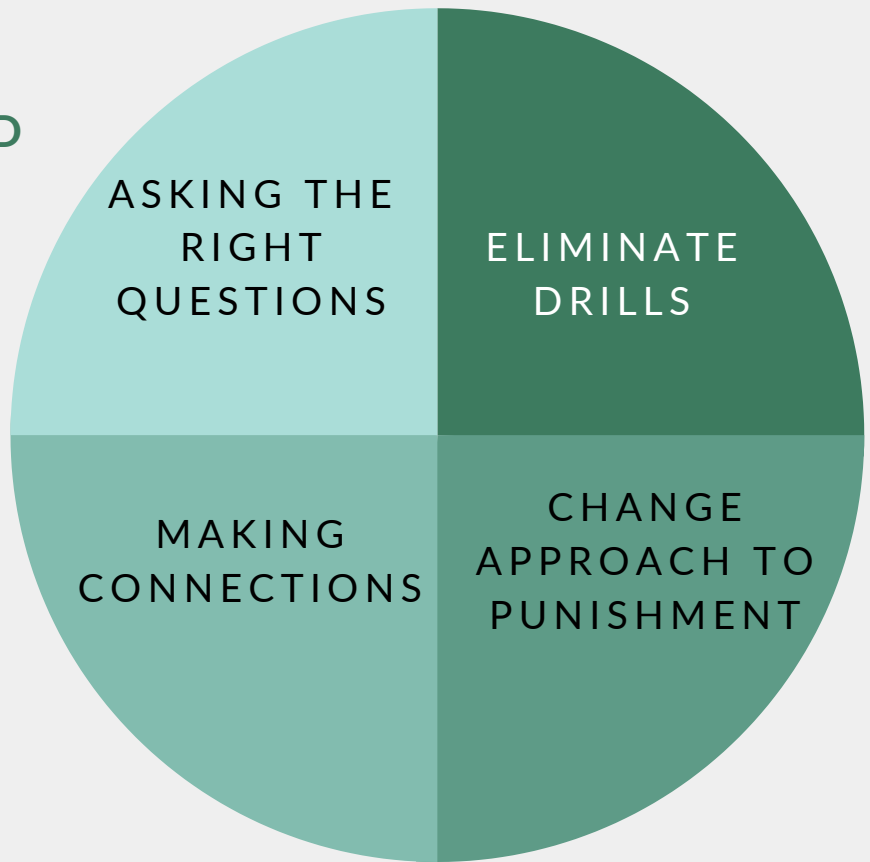 ASKING THE
RIGHT
QUESTIONS
ELIMINATE
DRILLS
MAKING
CONNECTIONS
CHANGE
APPROACH TO
PUNISHMENT